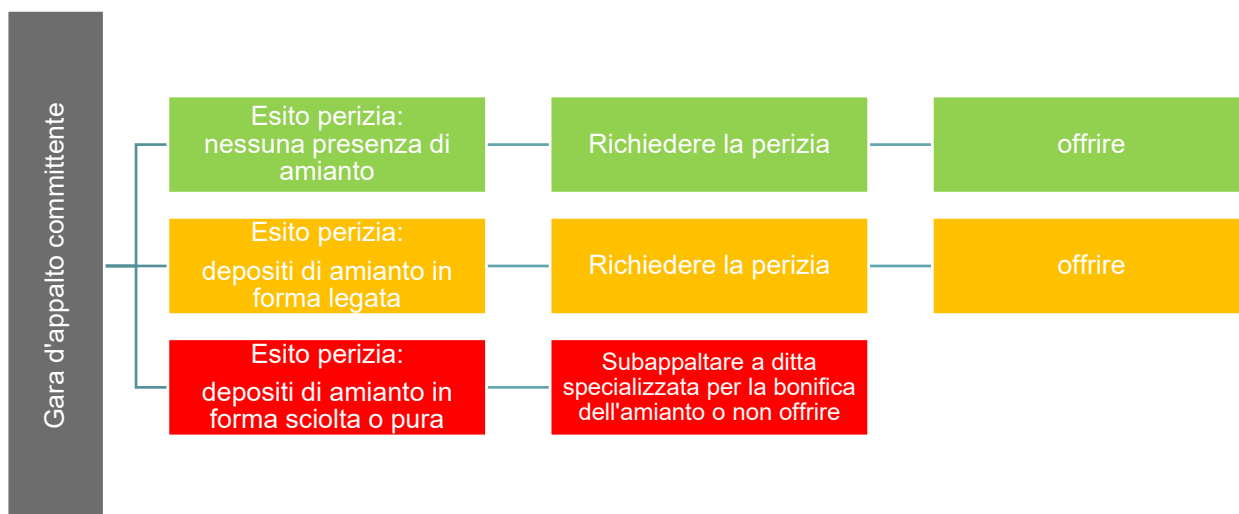 Gara d'appalto committente
Esito perizia:
nessuna presenza di
amianto
Richiedere la perizia
offrire
Esito perizia:
depositi di amianto in
forma legata
Richiedere la perizia
offrire
Esito perizia:
depositi di amianto in
forma sciolta o pura
Subappaltare a ditta
specializzata per la bonifica
dell'amianto o non offrire